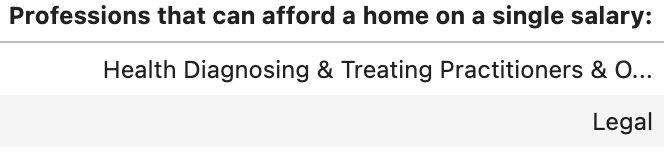 Professions that can afford a home on a single salary:
Health Diagnosing & Treating Practitioners & O...
Legal